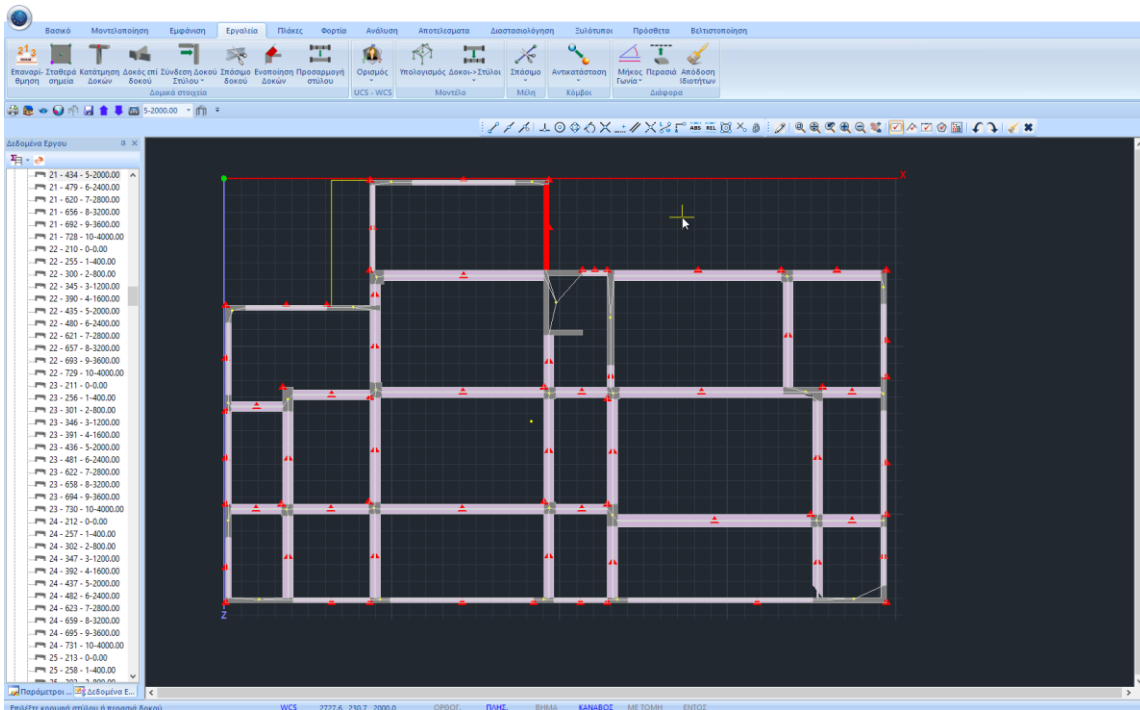 Βασικό Μοντελοποίηση Εμφάνιση Εργαλεία Πλάκες Φορτία Ανάλυση Αποτελεσματα Διαστασιολόγηση Ξυλότυποι Πρόσθετα Βελτιστοποίηση
Επαναρί- Σταθερά Κατάτμηση Δοκός επί Σύνδεση Δοκού Σπάσιμο Ενοποίηση Προσαρμογή Ορισμός Υπολογισμός Δοκοι->Στύλοι Σπάσιμο Αντικατάσταση Μήκος Περασιά Απόδοση
θμηση σημεία Δοκών δοκού Στύλου δοκού Δοκών στύλου Γωνία Ιδιοτήτων
Δομικά στοιχεία UCS - WCS Μοντέλο Μέλη Κόμβοι Διάφορα
5-2000.00
ABS REL
Δεδομένα Εργου
21 - 434 - 5-2000.00
21 - 479 - 6-2400.00
21 - 620 - 7-2800.00
21 - 656 - 8-3200.00
21 - 692 - 9-3600.00
21 - 728 - 10-4000.00
22 - 210 - 0-0.00
22 - 255 - 1-400.00
22 - 300 - 2-800.00
22 - 345 - 3-1200.00
22 - 390 - 4-1600.00
22 - 435 - 5-2000.00
22 - 480 - 6-2400.00
22 - 621 - 7-2800.00
22 - 657 - 8-3200.00
22 - 693 - 9-3600.00
22 - 729 - 10-4000.00
23 - 211 - 0-0.00
23 - 256 - 1-400.00
23 - 301 - 2-800.00
23 - 346 - 3-1200.00
23 - 391 - 4-1600.00
23 - 436 - 5-2000.00
23 - 481 - 6-2400.00
23 - 622 - 7-2800.00
23 - 658 - 8-3200.00
23 - 694 - 9-3600.00
23 - 730 - 10-4000.00
24 - 212 - 0-0.00
24 - 257 - 1-400.00
24 - 302 - 2-800.00
24 - 347 - 3-1200.00
24 - 392 - 4-1600.00
24 - 437 - 5-2000.00
24 - 482 - 6-2400.00
24 - 623 - 7-2800.00
24 - 659 - 8-3200.00
24 - 695 - 9-3600.00
24 - 731 - 10-4000.00
25 - 213 - 0-0.00
25 - 258 - 1-400.00
X
Z
Παράμετροι ... Δεδομένα Ε...
Επιλέξτε κορυφή στύλου ή περασιά δοκού WCS 2727.6, 230.7, 2000.0 ΟΡΘΟΓ. ΠΛΗΣ. ΒΗΜΑ ΚΑΝΑΒΟΣ ΜΕ ΤΟΜΗ ΕΝΤΟΣ